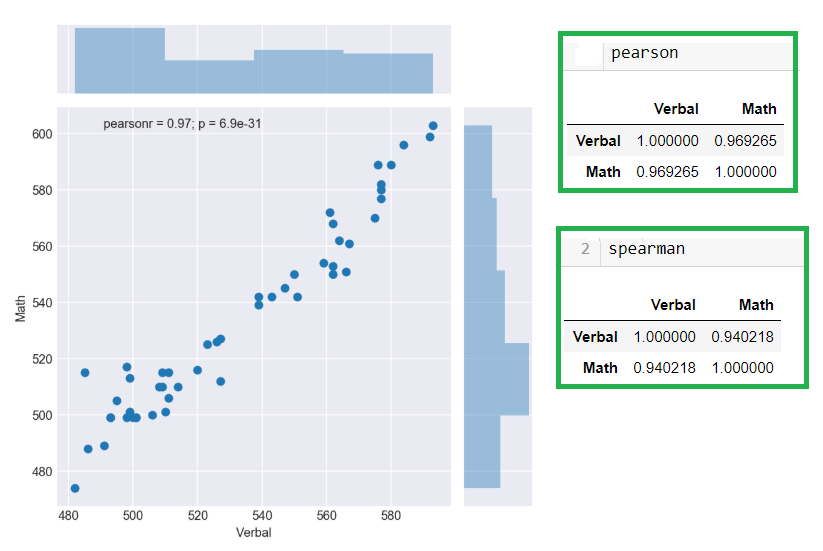 pearsonr = 0.97; p = 6.9e-31
600
580
560
540
520
500
480
Math
480 500 520 540 560 580
Verbal
pearson
Verbal Math
Verbal 1.000000 0.969265
Math 0.969265 1.000000
2 spearman
Verbal Math
Verbal 1.000000 0.940218
Math 0.940218 1.000000